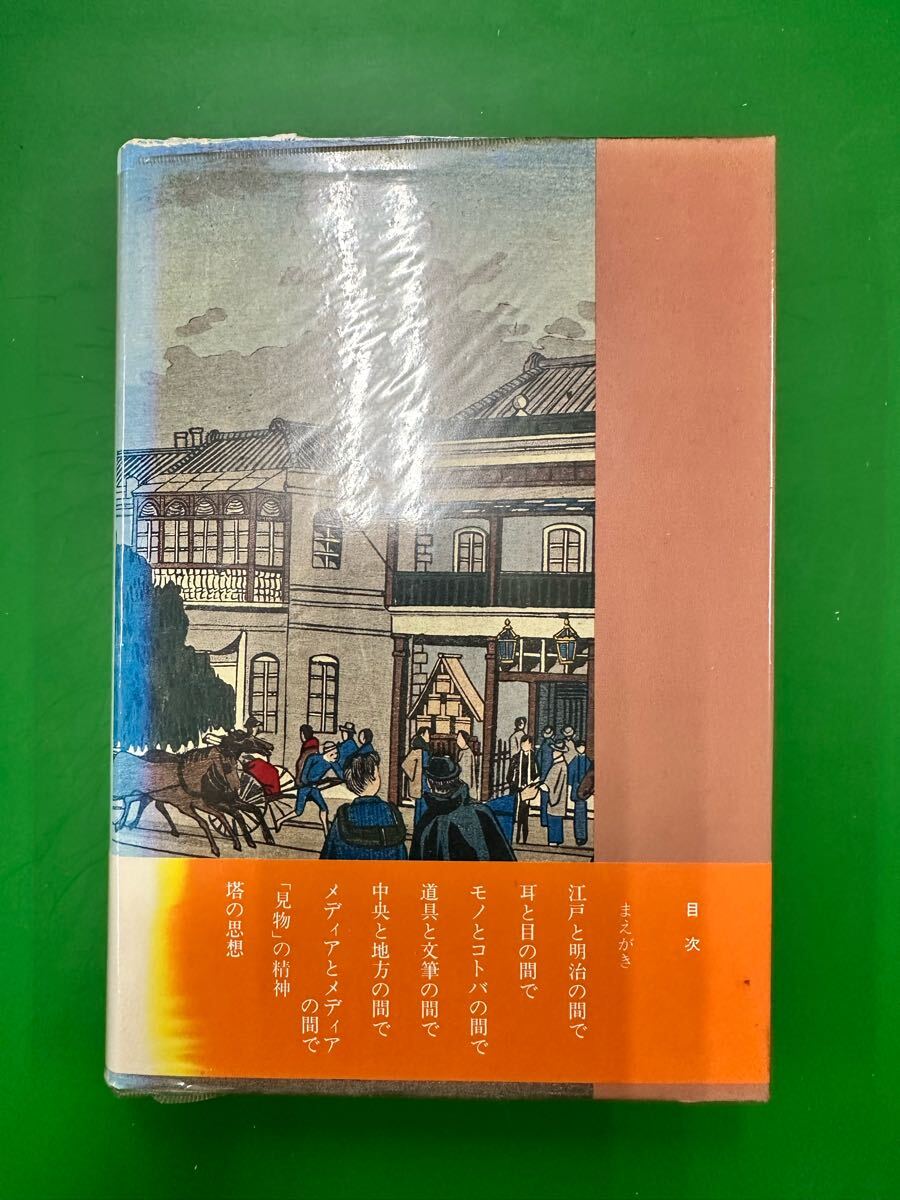 目次
まえがき
江戸と明治の間で
耳と目の間で
モノとコトバの間で
道具と文筆の間で
中央と地方の間で
メディアとメディア
の間で
「見物」の精神
塔の思想